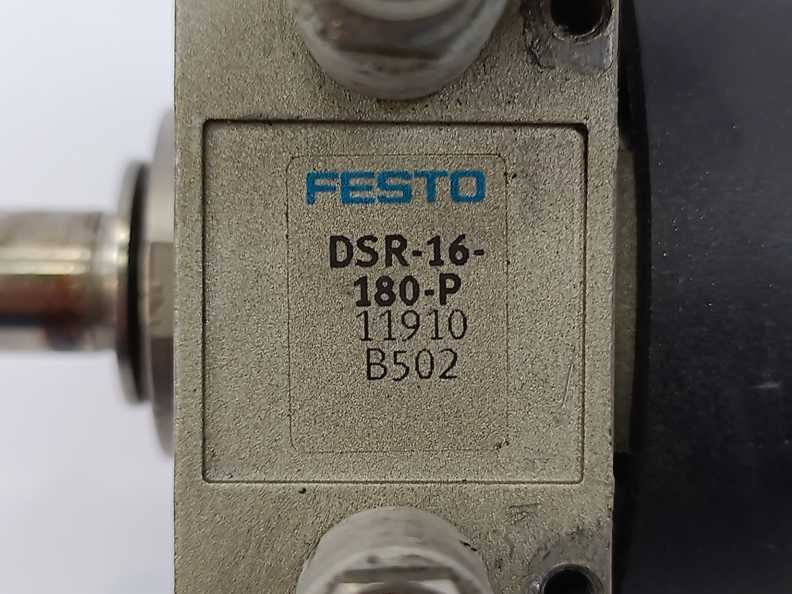 FESTO
DSR-16-
180-P
11910
B502